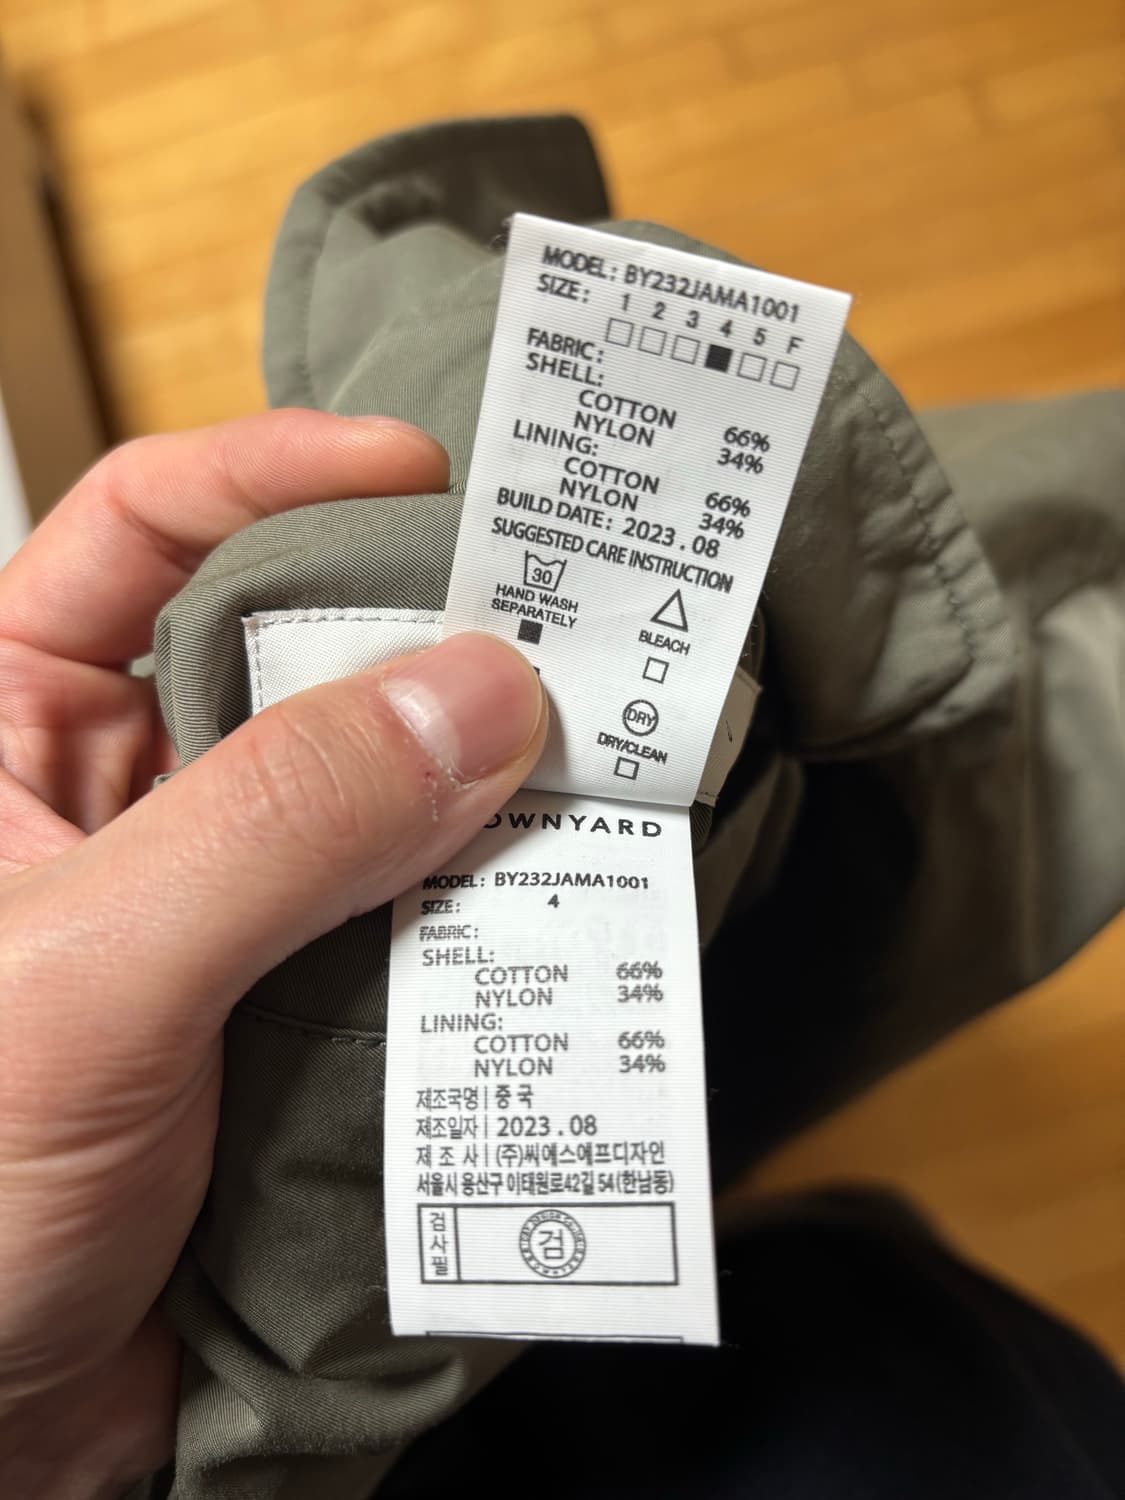 MODEL: BY232JAMA1001
SIZE: 1 2 3 4 5 F
FABRIC:
SHELL:
COTTON 66%
NYLON 34%
LINING:
COTTON 66%
NYLON 34%
BUILD DATE: 2023.08
SUGGESTED CARE INSTRUCTION
30
HAND WASH
SEPARATELY
BLEACH
DRY
DRY/CLEAN
OWNYARD
MODEL: BY232JAMA1001
SIZE: 4
FABRIC:
SHELL:
COTTON 66%
NYLON 34%
LINING:
COTTON 66%
NYLON 34%
제조국명 | 중국
제조일자 | 2023.08
제 조 사 | (주)씨에스에프디자인
서울시 용산구 이태원로42길 54(한남동)
검사필
검